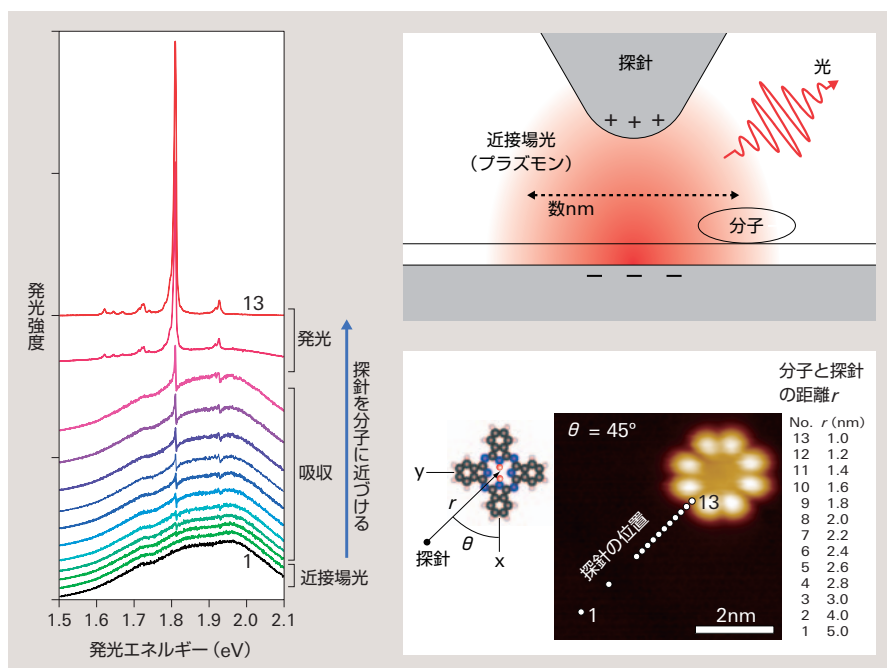 発光強度
13
発光
吸収
近接場光
1
探針を分子に近づける
1.5 1.6 1.7 1.8 1.9 2.0 2.1
発光エネルギー(eV)
探針
+ + +
光
近接場光
(プラズモン)
数nm
分子
− − −
y
r
θ
x
探針
θ = 45°
13
探針の位置
1
2nm
分子と探針
の距離r
No. r (nm)
13 1.0
12 1.2
11 1.4
10 1.6
9 1.8
8 2.0
7 2.2
6 2.4
5 2.6
4 2.8
3 3.0
2 4.0
1 5.0